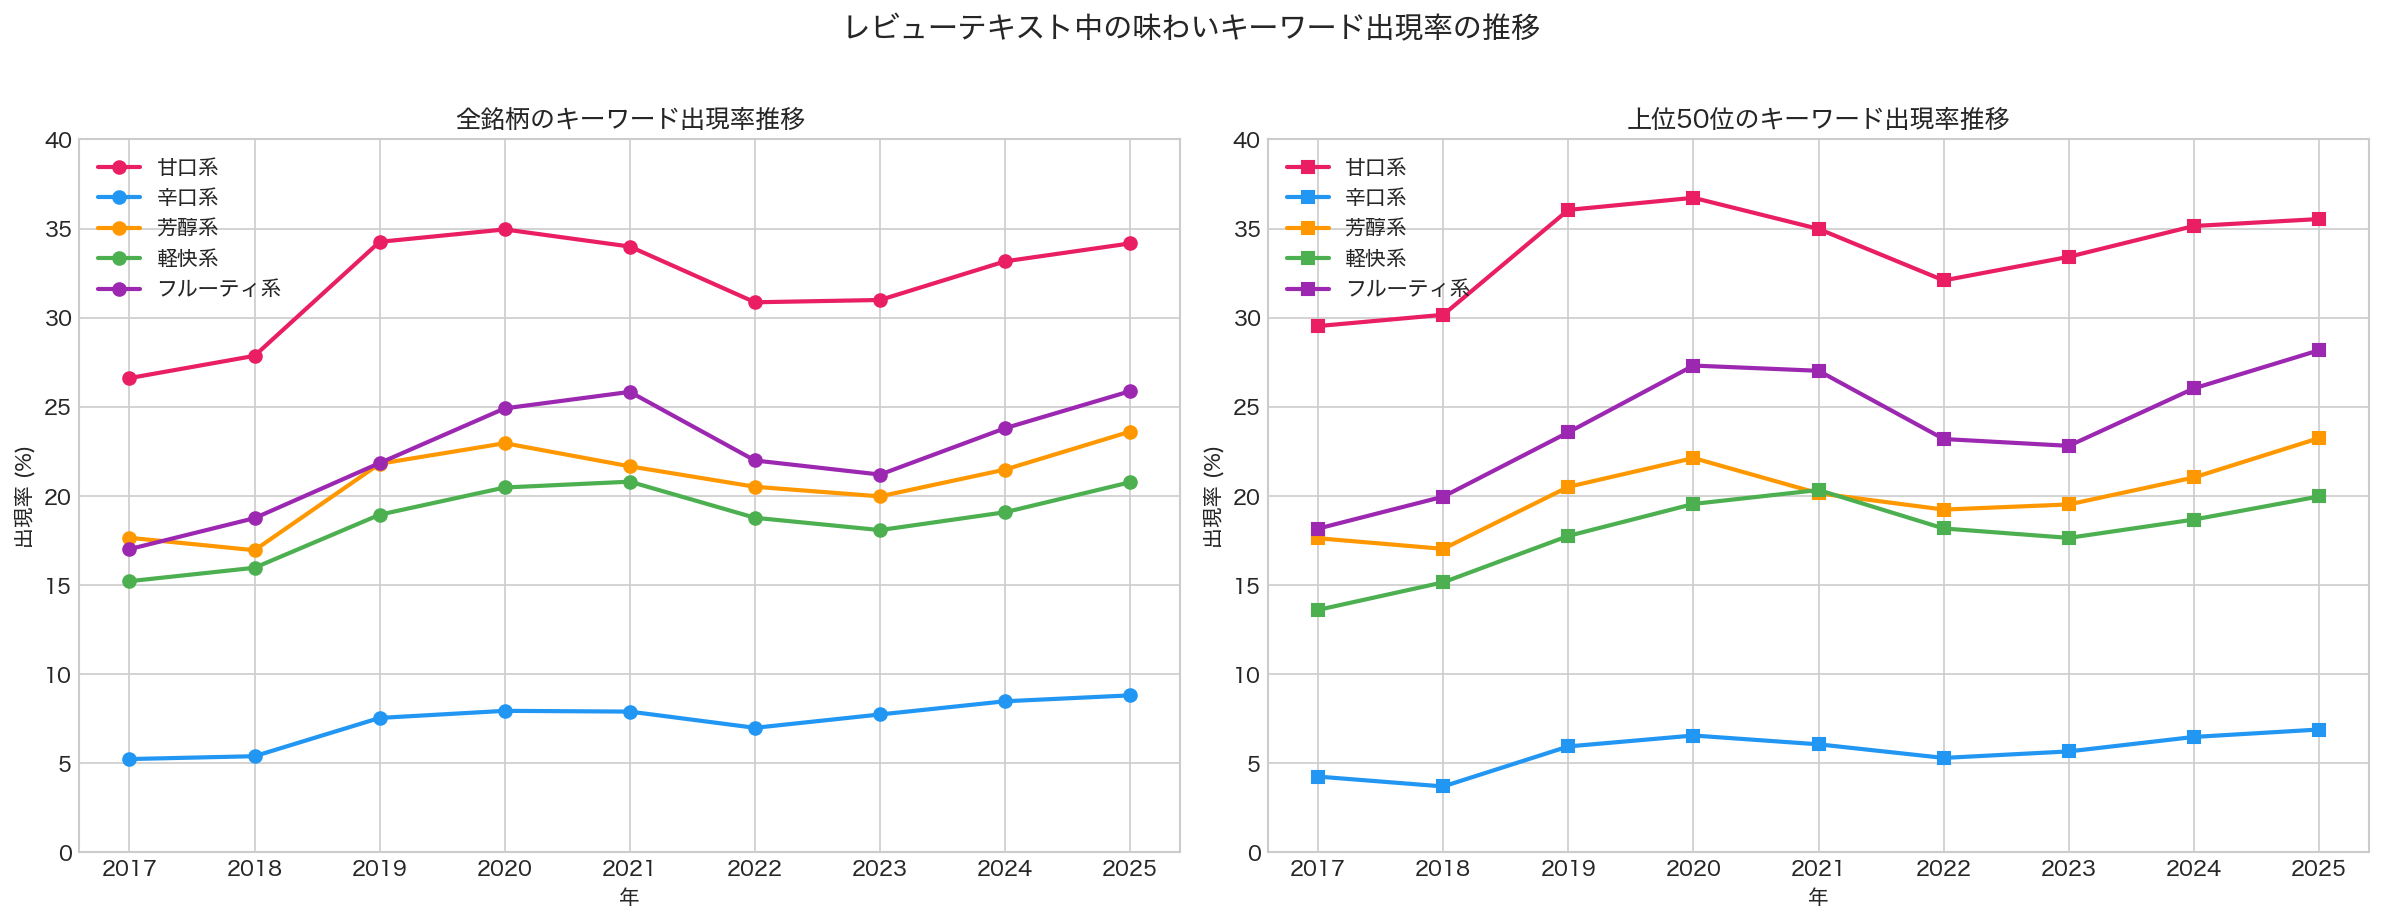 レビューテキスト中の味わいキーワード出現率の推移
全銘柄のキーワード出現率推移
甘口系
辛口系
芳醇系
軽快系
フルーティ系
出現率 (%)
40
35
30
25
20
15
10
5
0
2017 2018 2019 2020 2021 2022 2023 2024 2025
年
上位50位のキーワード出現率推移
甘口系
辛口系
芳醇系
軽快系
フルーティ系
出現率 (%)
40
35
30
25
20
15
10
5
0
2017 2018 2019 2020 2021 2022 2023 2024 2025
年